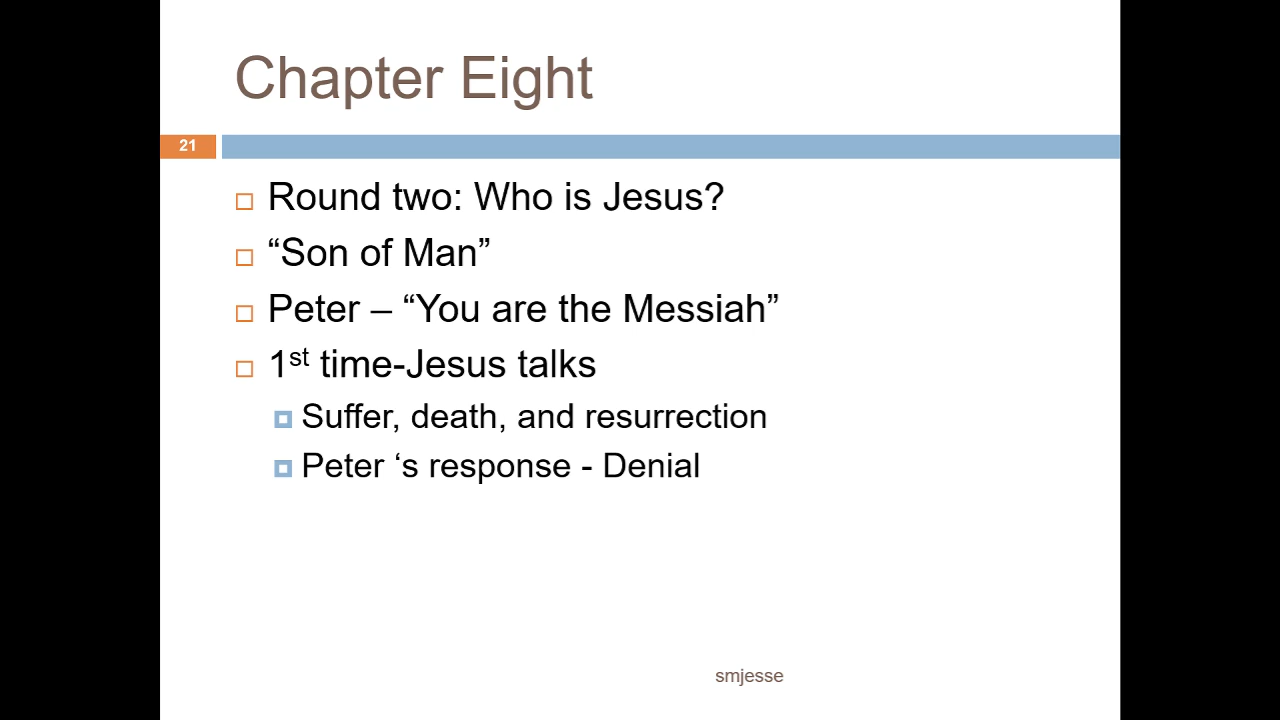 Chapter Eight
21
Round two: Who is Jesus?
“Son of Man”
Peter – “You are the Messiah”
1st time-Jesus talks
Suffer, death, and resurrection
Peter ‘s response - Denial
smjesse